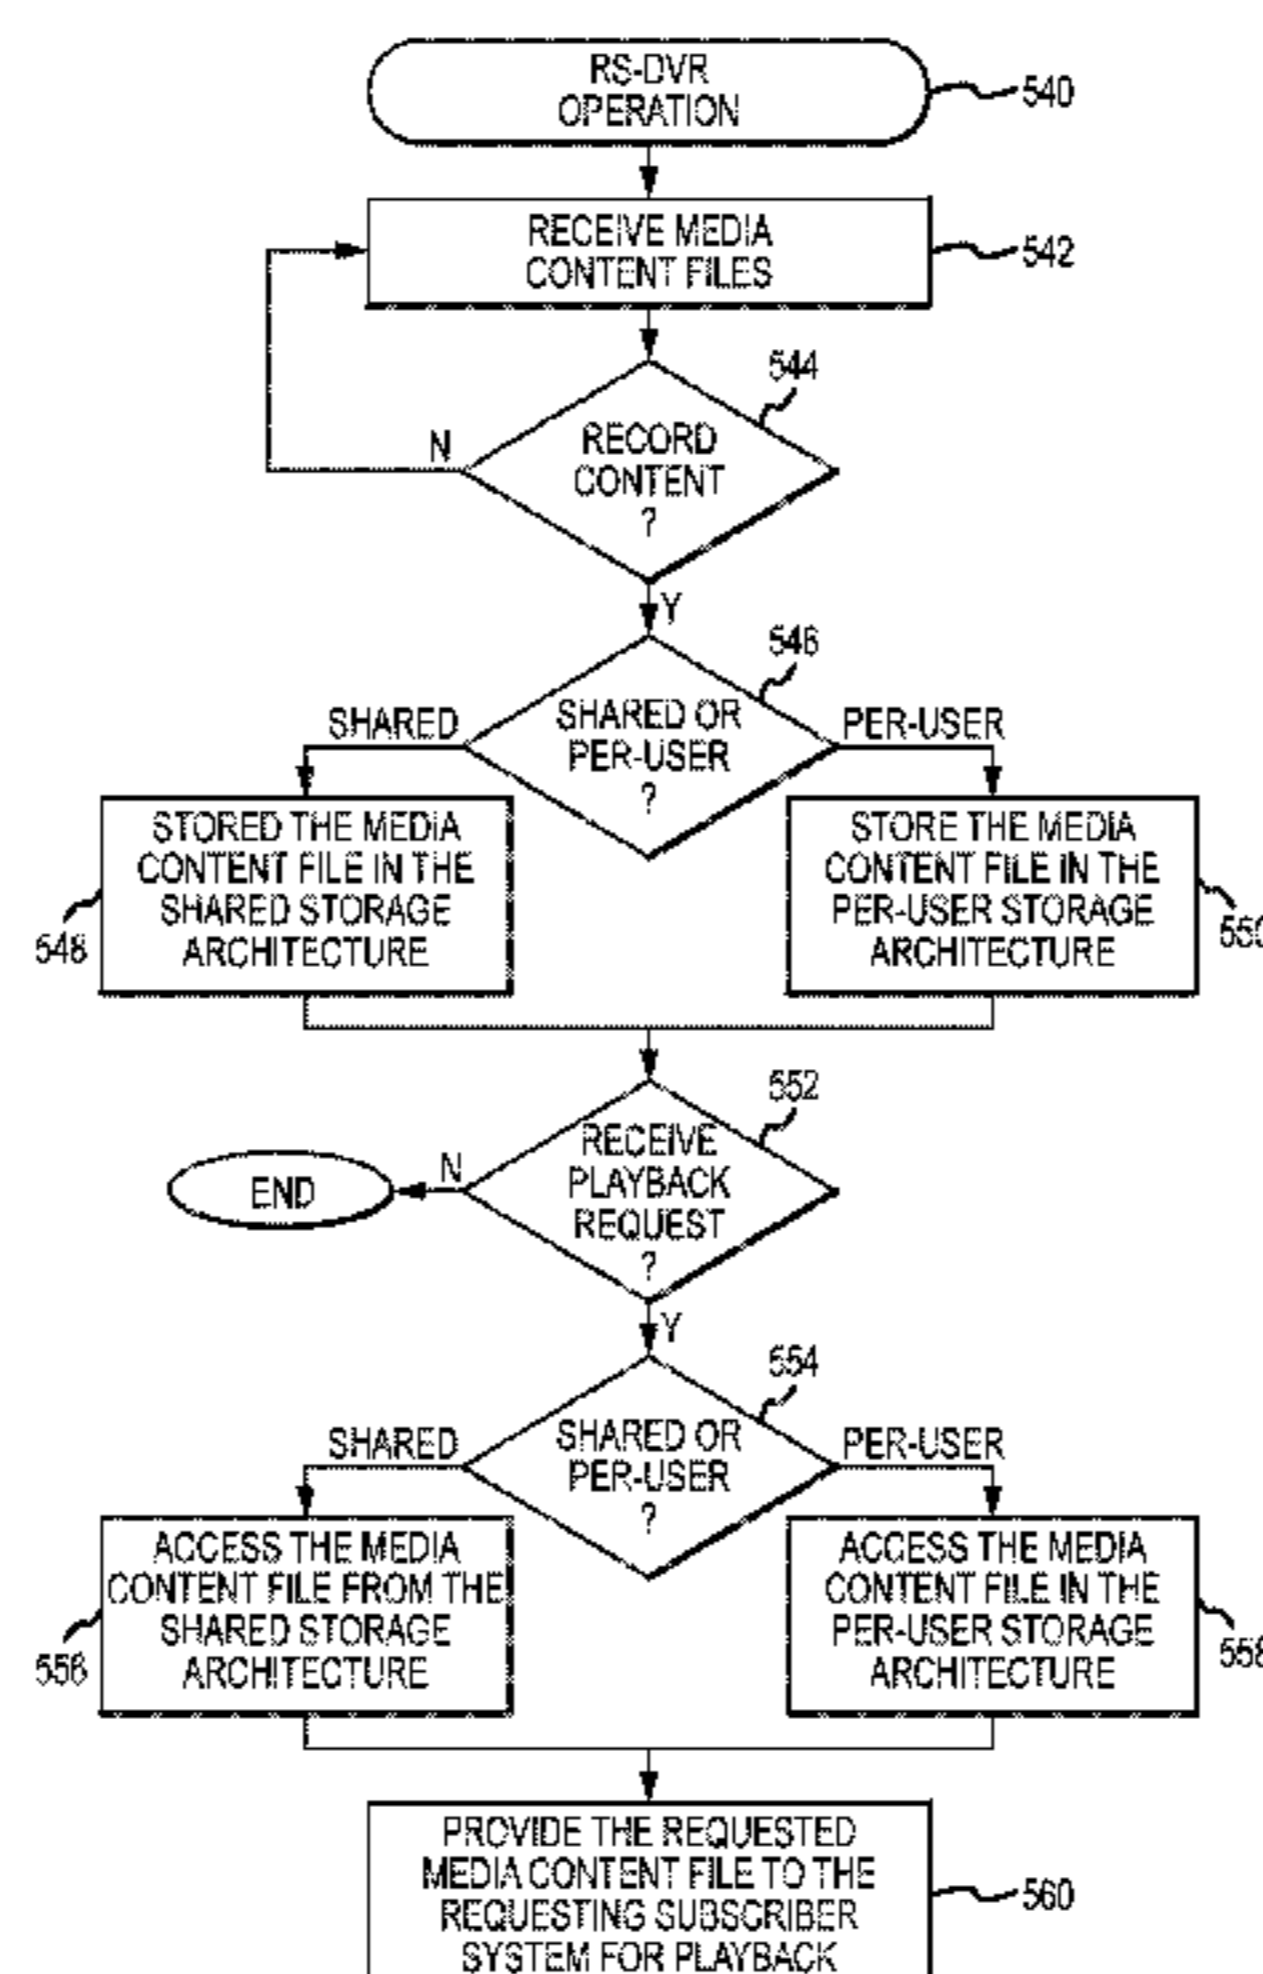 RS-DVR
OPERATION
540
RECEIVE MEDIA
CONTENT FILES
542
544
RECORD
CONTENT
?
N
Y
546
SHARED OR
PER-USER
?
SHARED
PER-USER
STORED THE MEDIA
CONTENT FILE IN THE
SHARED STORAGE
ARCHITECTURE
548
STORE THE MEDIA
CONTENT FILE IN THE
PER-USER STORAGE
ARCHITECTURE
550
552
RECEIVE
PLAYBACK
REQUEST
?
N
END
Y
554
SHARED OR
PER-USER
?
SHARED
PER-USER
ACCESS THE MEDIA
CONTENT FILE FROM THE
SHARED STORAGE
ARCHITECTURE
556
ACCESS THE MEDIA
CONTENT FILE IN THE
PER-USER STORAGE
ARCHITECTURE
558
PROVIDE THE REQUESTED
MEDIA CONTENT FILE TO THE
REQUESTING SUBSCRIBER
SYSTEM FOR PLAYBACK
560